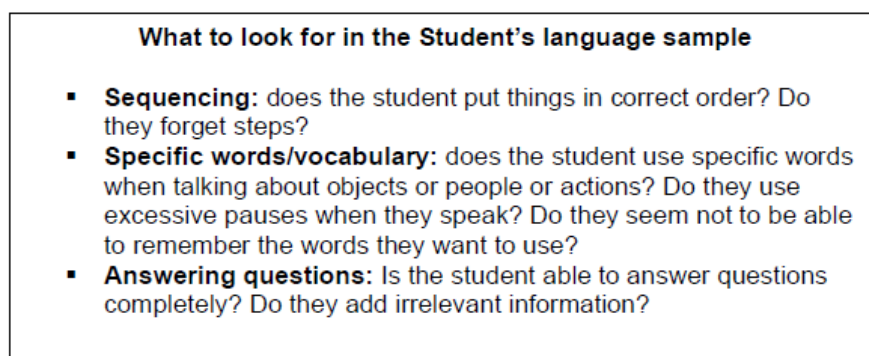 What to look for in the Student's language sample
▪ Sequencing: does the student put things in correct order? Do
they forget steps?
▪ Specific words/vocabulary: does the student use specific words
when talking about objects or people or actions? Do they use
excessive pauses when they speak? Do they seem not to be able
to remember the words they want to use?
▪ Answering questions: Is the student able to answer questions
completely? Do they add irrelevant information?